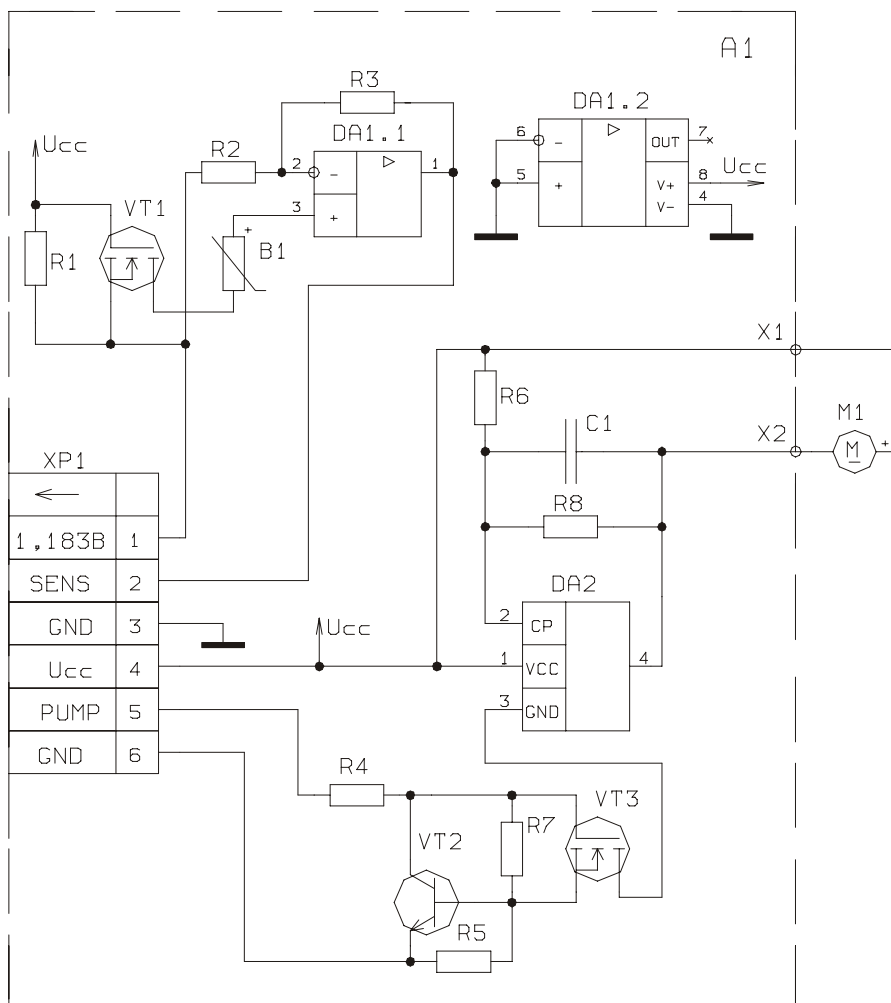 A1
R3
DA1.1
DA1.2
Ucc
R2
2
-
1
3
+
6
-
OUT
7
Ucc
5
+
V+
8
V-
4
VT1
R1
+
B1
X1
R6
C1
X2
M1
M
+
XP1
R8
1,183В
1
SENS
2
DA2
GND
3
Ucc
2
CP
Ucc
4
1
VCC
4
PUMP
5
3
GND
GND
6
R4
VT3
R7
VT2
R5